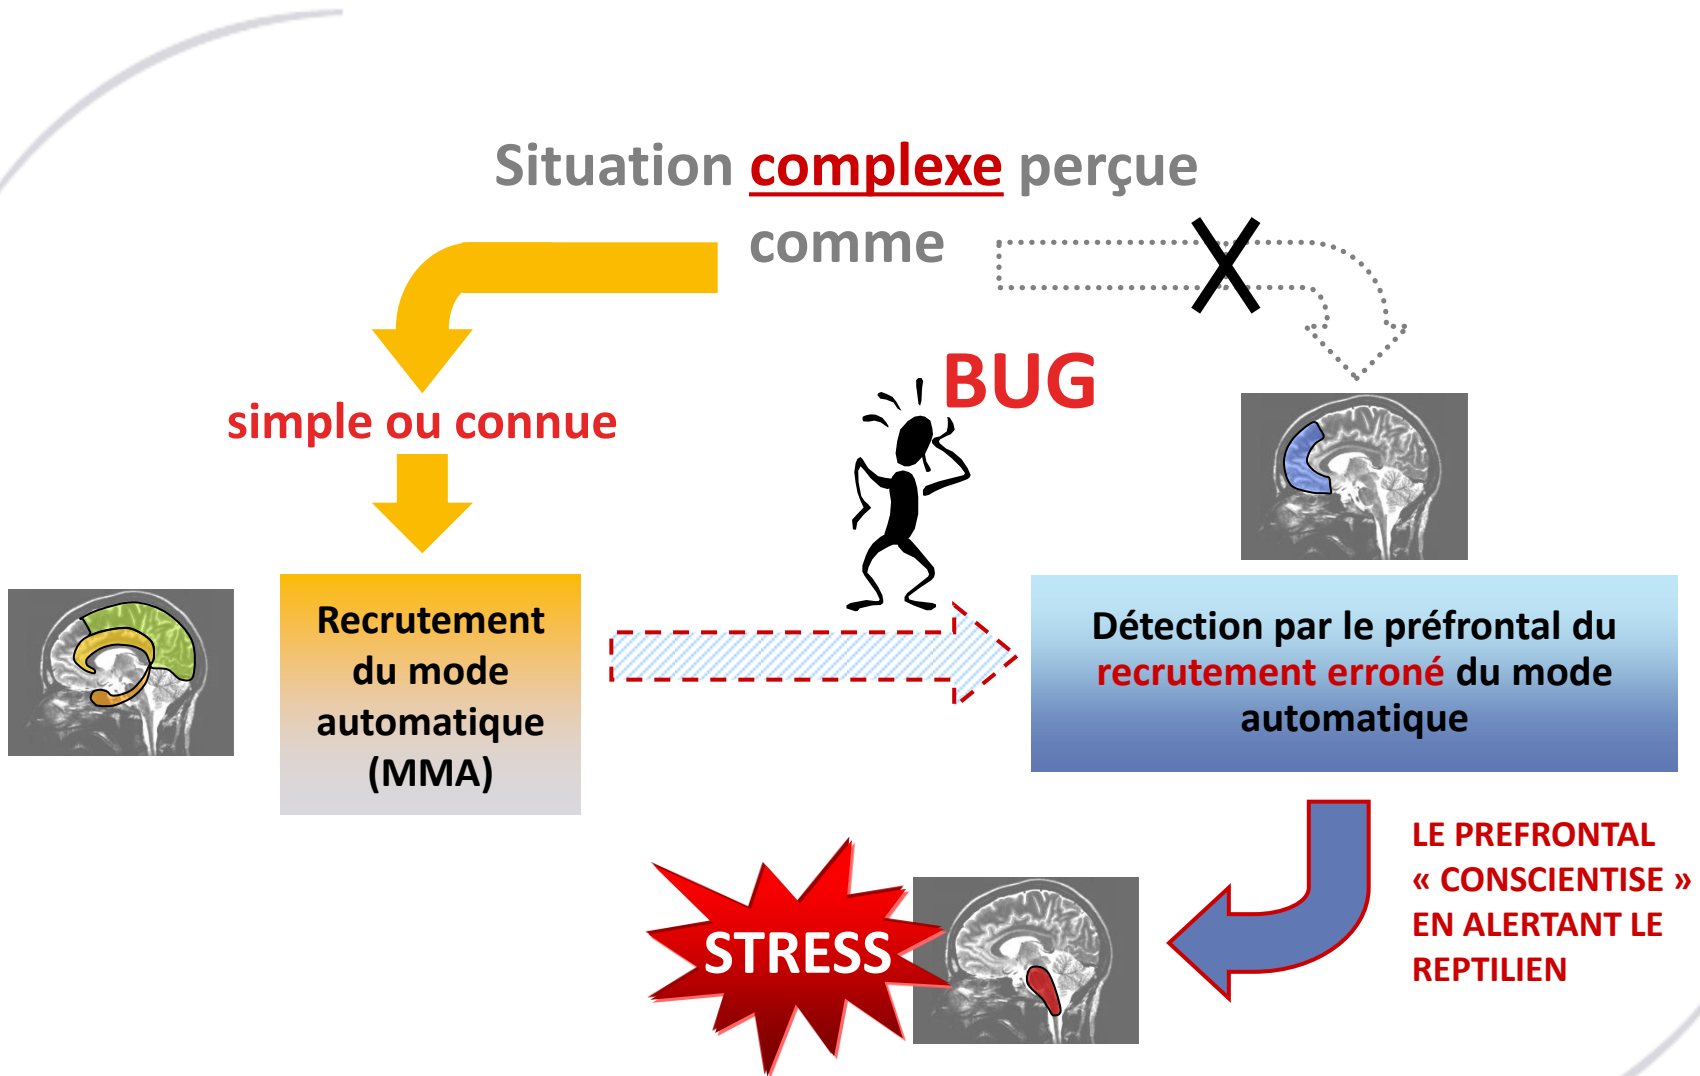 Situation complexe perçue
comme
simple ou connue
BUG
Recrutement
du mode
automatique
(MMA)
Détection par le préfrontal du
recrutement erroné du mode
automatique
LE PREFRONTAL
« CONSCIENTISE »
EN ALERTANT LE
REPTILIEN
STRESS